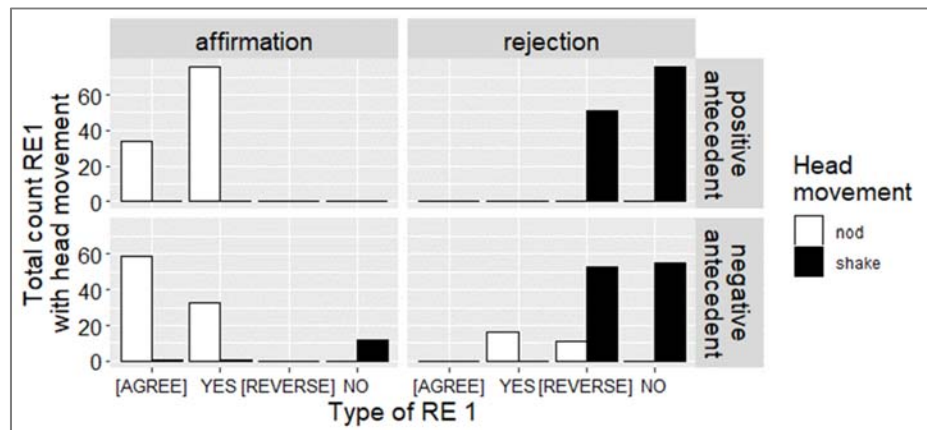 affirmation
rejection
Total count RE1
with head movement
60
40
20
0
positive
antecedent
60
40
20
0
negative
antecedent
[AGREE] YES [REVERSE] NO
[AGREE] YES [REVERSE] NO
Type of RE 1
Head
movement
nod
shake